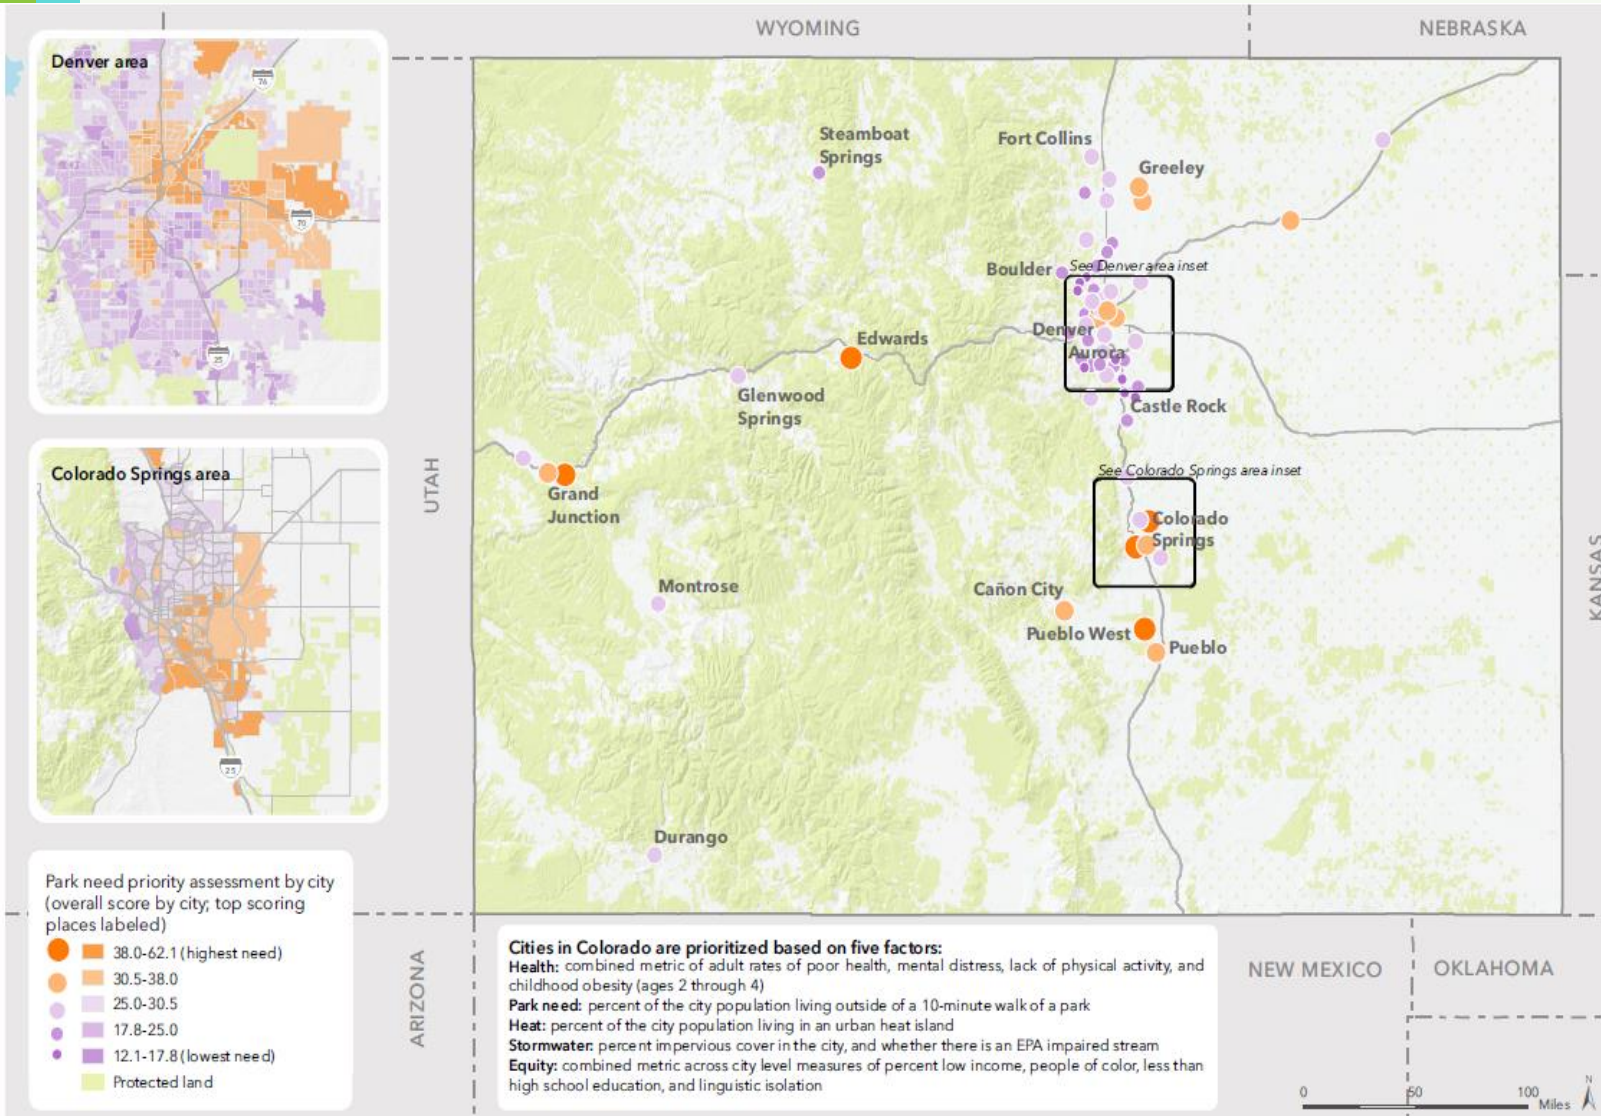 WYOMING
NEBRASKA
Denver area
76
70
25
Colorado Springs area
25
Steamboat
Springs
Fort Collins
Greeley
Boulder
See Denver area inset
Denver
Aurora
Edwards
Glenwood
Springs
Castle Rock
See Colorado Springs area inset
Grand
Junction
Colorado
Springs
Montrose
Cañon City
Pueblo West
Pueblo
Durango
UTAH
KANSAS
ARIZONA
NEW MEXICO
OKLAHOMA
Park need priority assessment by city
(overall score by city; top scoring
places labeled)
38.0-62.1 (highest need)
30.5-38.0
25.0-30.5
17.8-25.0
12.1-17.8 (lowest need)
Protected land
Cities in Colorado are prioritized based on five factors:
Health: combined metric of adult rates of poor health, mental distress, lack of physical activity, and
childhood obesity (ages 2 through 4)
Park need: percent of the city population living outside of a 10-minute walk of a park
Heat: percent of the city population living in an urban heat island
Stormwater: percent impervious cover in the city, and whether there is an EPA impaired stream
Equity: combined metric across city level measures of percent low income, people of color, less than
high school education, and linguistic isolation
0 50 100
Miles
N